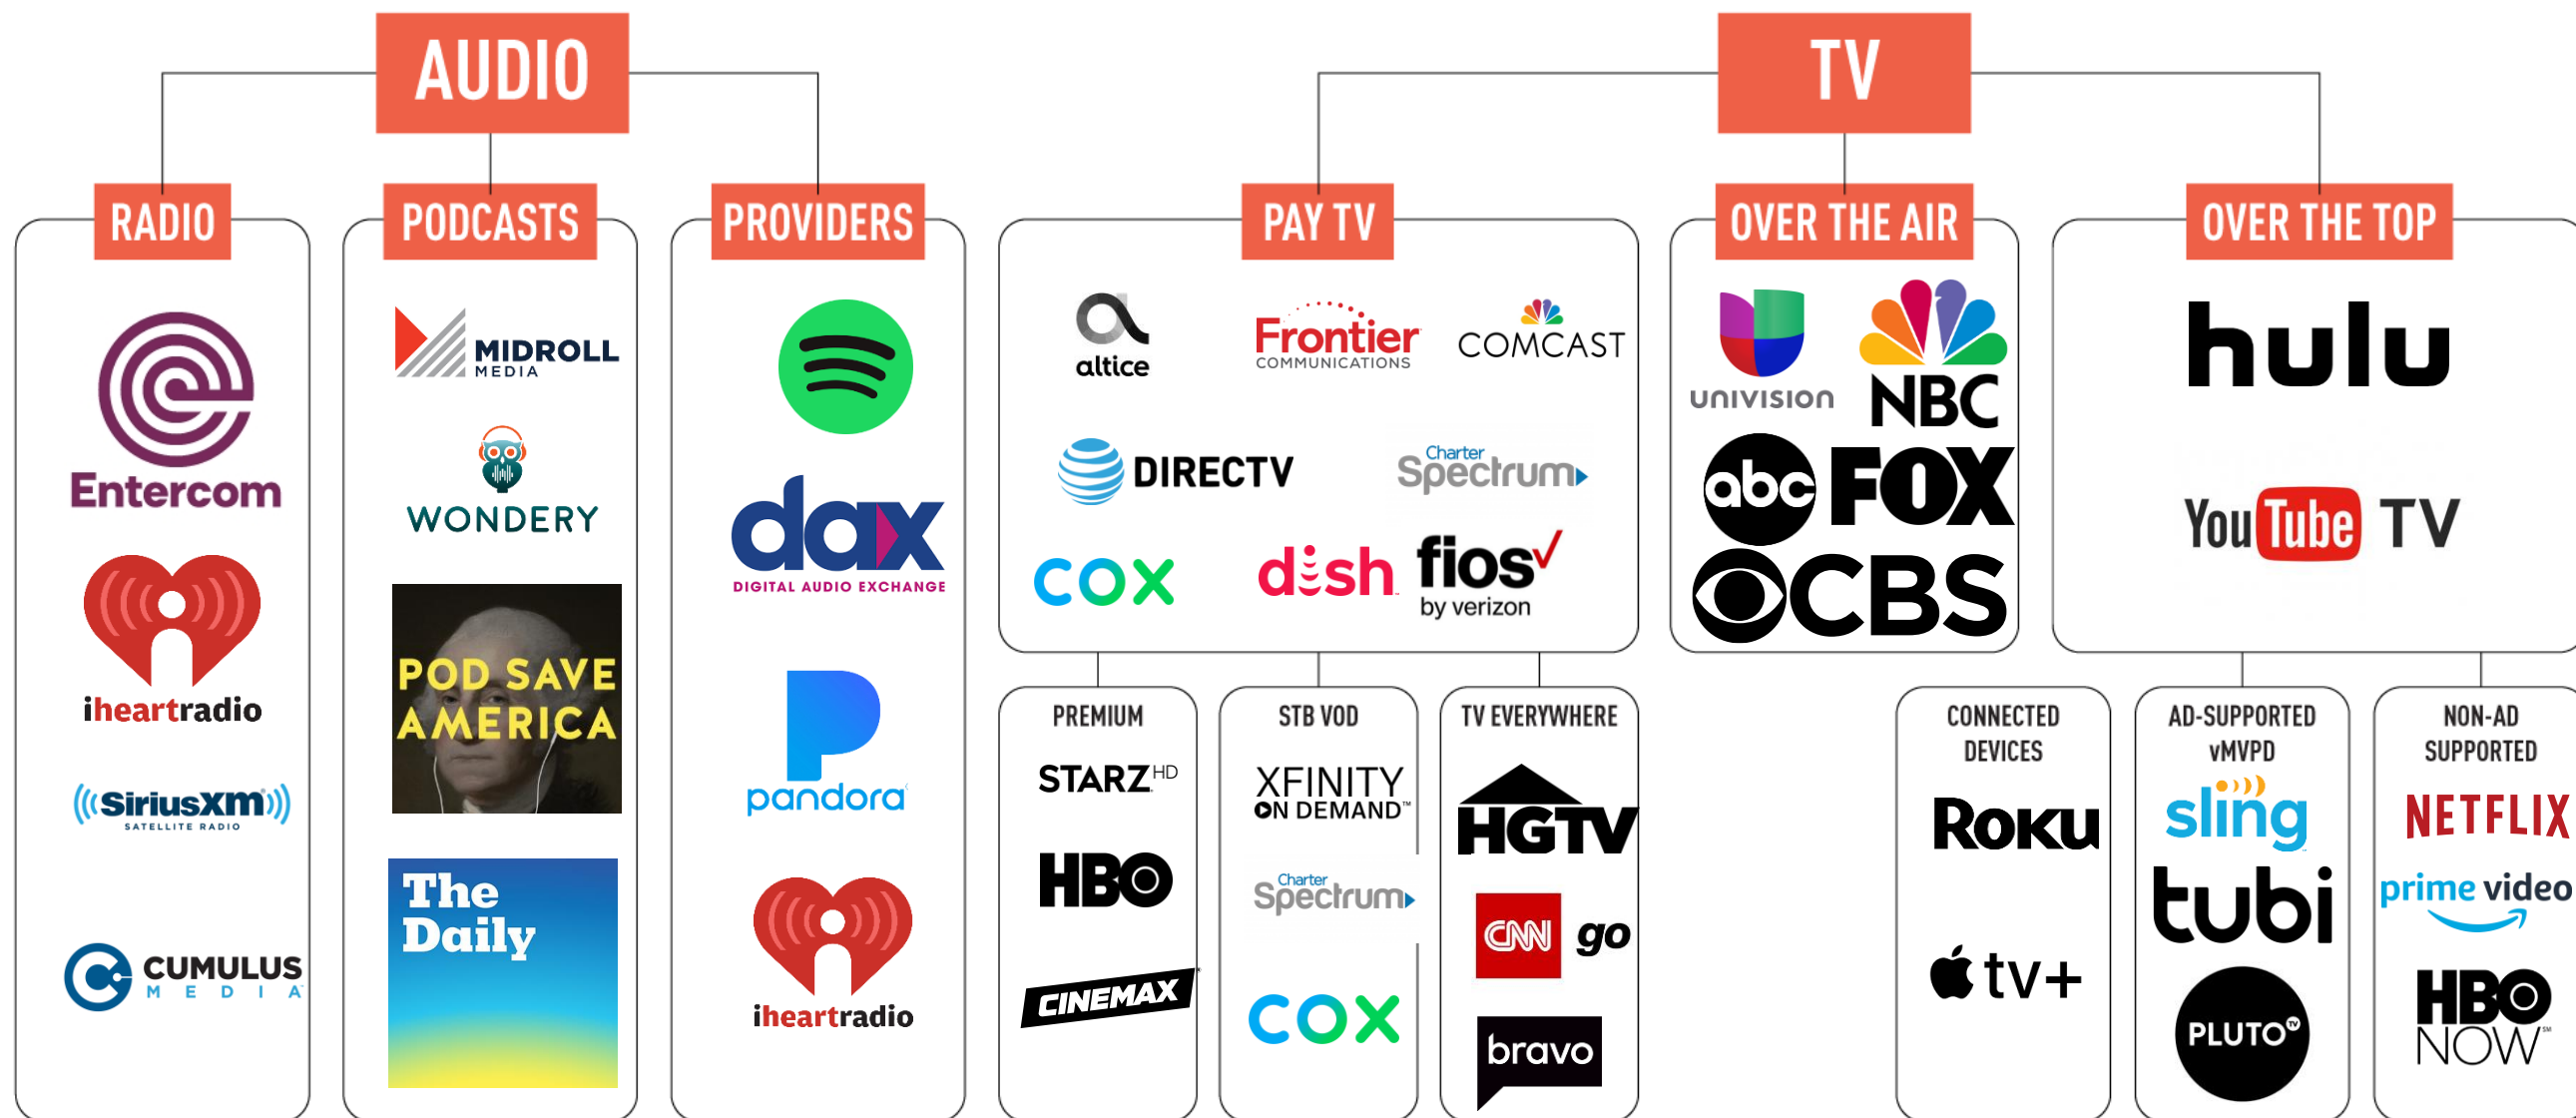 AUDIO
TV
RADIO
PODCASTS
PROVIDERS
PAY TV
OVER THE AIR
OVER THE TOP
Entercom
iheartradio
((SiriusXM))
SATELLITE RADIO
CUMULUS
MEDIA
MIDROLL
MEDIA
WONDERY
POD SAVE
AMERICA
The
Daily
dax
DIGITAL AUDIO EXCHANGE
pandora
iheartradio
altice
Frontier
COMMUNICATIONS
COMCAST
DIRECTV
Charter
Spectrum
cox
dish
fios
by verizon
UNIVISION
NBC
abc
FOX
CBS
hulu
YouTube TV
PREMIUM
STARZ HD
HBO
CINEMAX
STB VOD
XFINITY
ON DEMAND™
Charter
Spectrum
COX
TV EVERYWHERE
HGTV
CNN go
bravo
CONNECTED
DEVICES
ROKU
tv+
AD-SUPPORTED
vMVPD
sling
tubi
PLUTO TV
NON-AD
SUPPORTED
NETFLIX
prime video
HBO
NOW℠